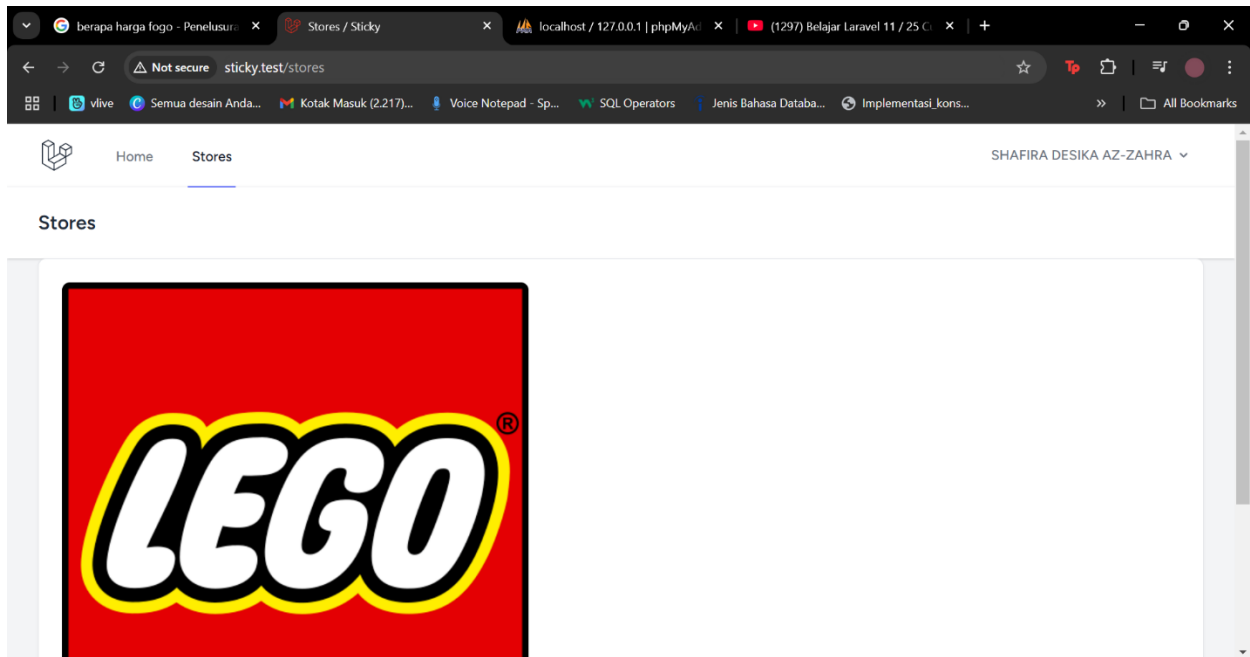 berapa harga fogo - Penelusura
Stores / Sticky
localhost / 127.0.0.1 | phpMyAd
(1297) Belajar Laravel 11 / 25 C
Not secure
sticky.test/stores
Tp
vlive
Semua desain Anda...
Kotak Masuk (2.217)...
Voice Notepad - Sp...
SQL Operators
Jenis Bahasa Databa...
Implementasi_kons...
»
All Bookmarks
Home
Stores
SHAFIRA DESIKA AZ-ZAHRA
Stores
LEGO®